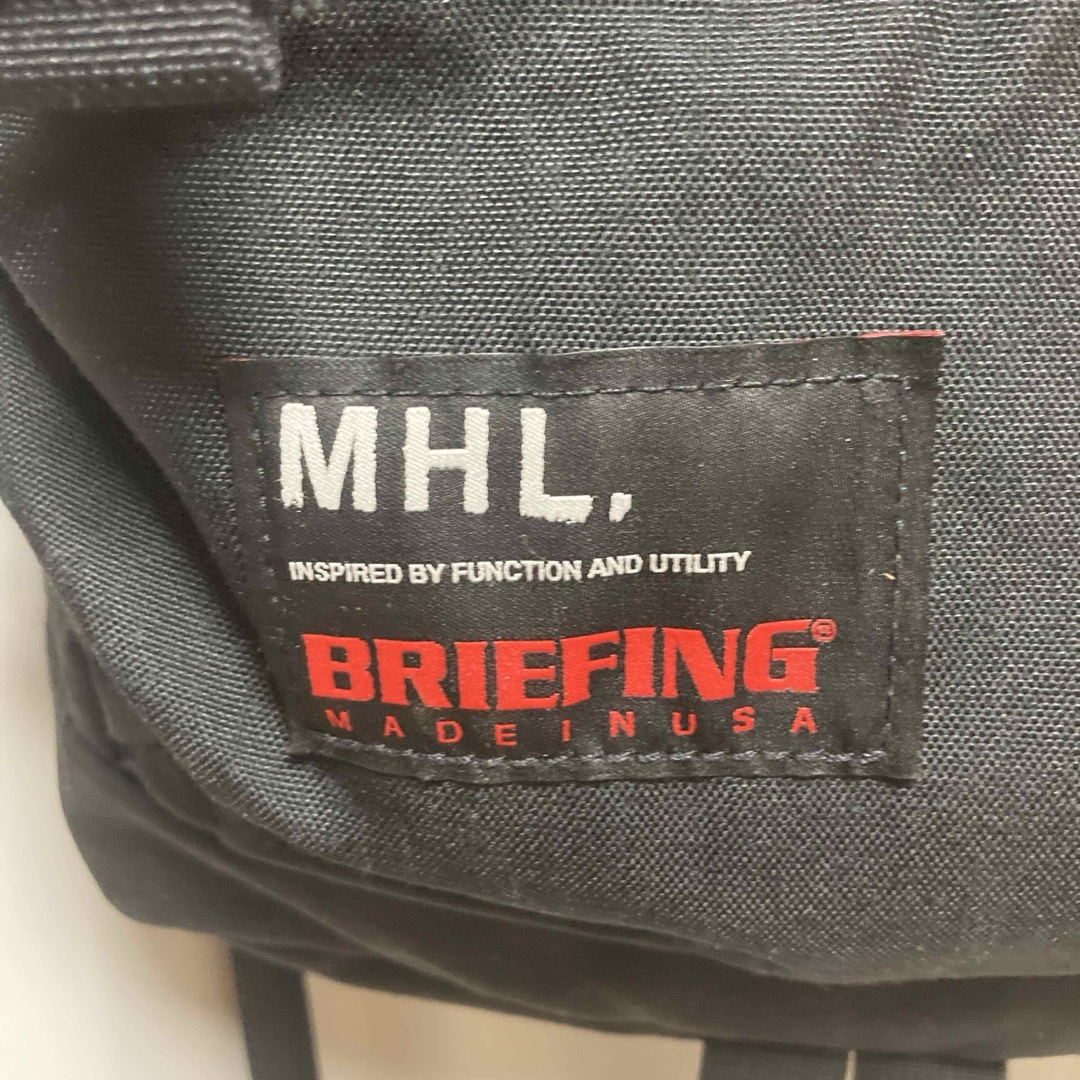 MHL.
INSPIRED BY FUNCTION AND UTILITY
BRIEFING®
MADE IN USA